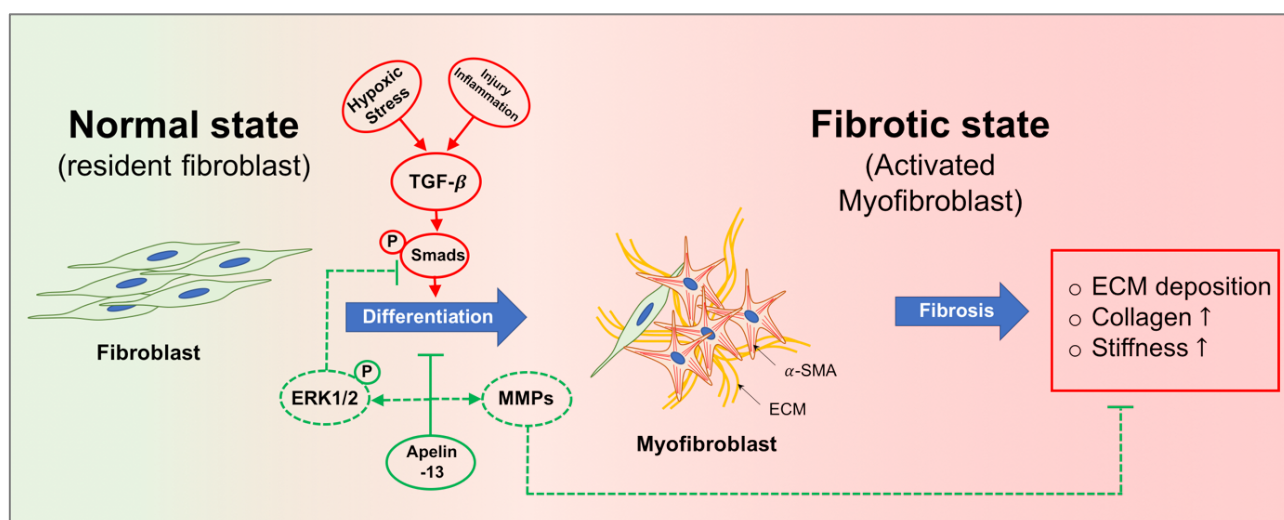 Normal state
(resident fibroblast)
Hypoxic
Stress
Injury
Inflammation
TGF-β
P
Smads
Differentiation
Fibroblast
P
ERK1/2
MMPs
Apelin
-13
Fibrotic state
(Activated
Myofibroblast)
α-SMA
ECM
Myofibroblast
Fibrosis
○ ECM deposition
○ Collagen ↑
○ Stiffness ↑